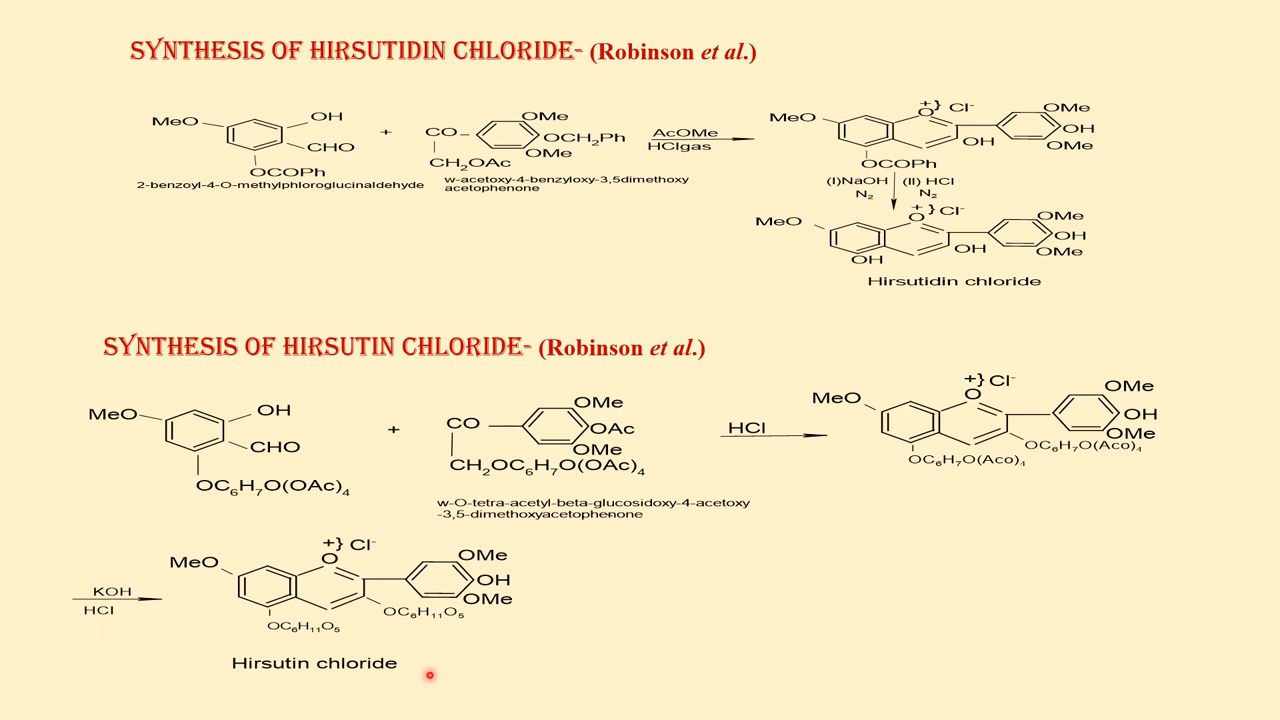 SYNTHESIS OF HIRSUTIDIN CHLORIDE- (Robinson et al.)
MeO OH CHO OCOPh
2-benzoyl-4-O-methylphloroglucinaldehyde
+
CO CH₂OAc OMe OCH₂Ph OMe
w-acetoxy-4-benzyloxy-3,5dimethoxy
acetophenone
AcOMe
HClgas
MeO O +} Cl⁻ OMe OH OMe OH OCOPh
(I)NaOH (II) HCl
N₂ N₂
MeO O +} Cl⁻ OMe OH OMe OH OH
Hirsutidin chloride
SYNTHESIS OF HIRSUTIN CHLORIDE- (Robinson et al.)
MeO OH CHO OC₆H₇O(OAc)₄
+
CO OMe OAc OMe CH₂OC₆H₇O(OAc)₄
w-O-tetra-acetyl-beta-glucosidoxy-4-acetoxy
-3,5-dimethoxyacetophenone
HCl
MeO O +} Cl⁻ OMe OH OMe OC₆H₇O(Aco)₄ OC₆H₇O(Aco)₄
KOH
HCl
MeO O +} Cl⁻ OMe OH OMe OC₆H₁₁O₅ OC₆H₁₁O₅
Hirsutin chloride